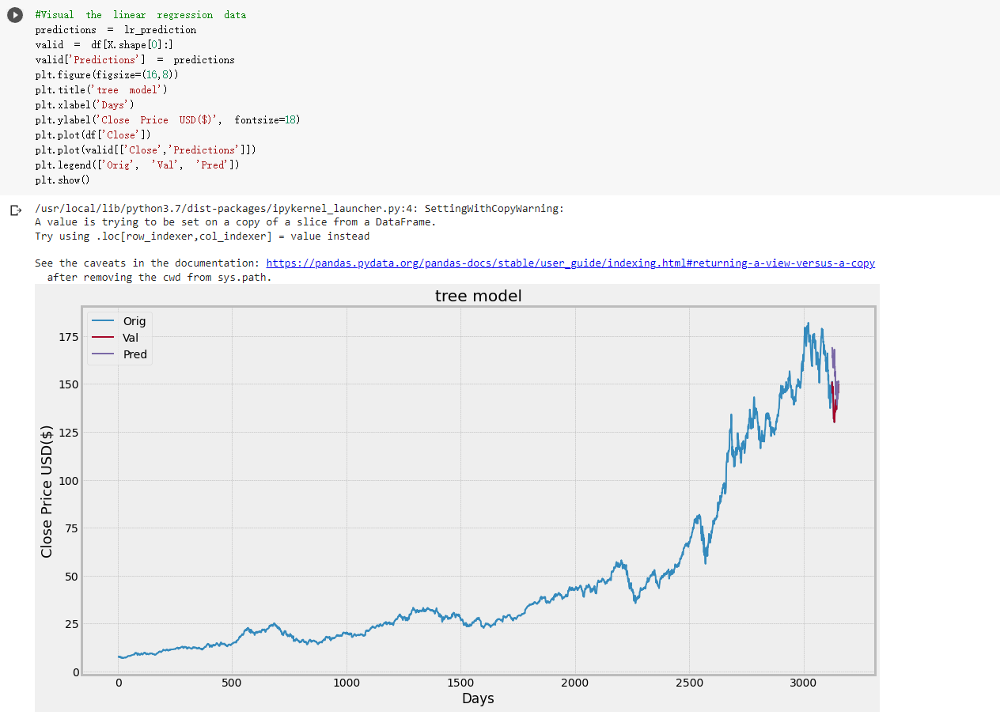 #Visual the linear regression data
predictions = lr_prediction
valid = df[X.shape[0]:]
valid['Predictions'] = predictions
plt.figure(figsize=(16,8))
plt.title('tree model')
plt.xlabel('Days')
plt.ylabel('Close Price USD($)', fontsize=18)
plt.plot(df['Close'])
plt.plot(valid[['Close','Predictions']])
plt.legend(['Orig', 'Val', 'Pred'])
plt.show()
/usr/local/lib/python3.7/dist-packages/ipykernel_launcher.py:4: SettingWithCopyWarning:
A value is trying to be set on a copy of a slice from a DataFrame.
Try using .loc[row_indexer,col_indexer] = value instead
See the caveats in the documentation: https://pandas.pydata.org/pandas-docs/stable/user_guide/indexing.html#returning-a-view-versus-a-copy
after removing the cwd from sys.path.
tree model
Orig
Val
Pred
175
150
125
100
75
50
25
0
Close Price USD($)
0 500 1000 1500 2000 2500 3000
Days